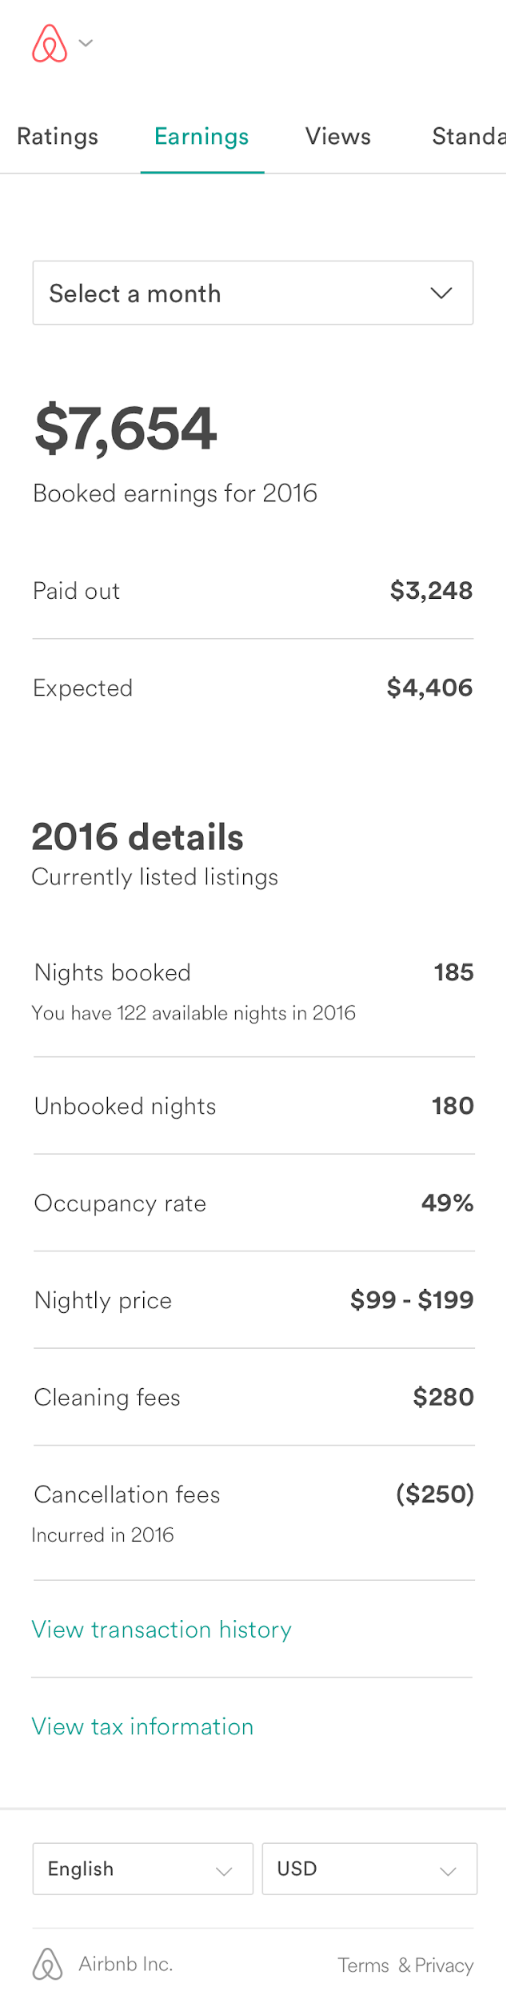 Ratings Earnings Views Standa
Select a month
$7,654
Booked earnings for 2016
Paid out $3,248
Expected $4,406
2016 details
Currently listed listings
Nights booked 185
You have 122 available nights in 2016
Unbooked nights 180
Occupancy rate 49%
Nightly price $99 - $199
Cleaning fees $280
Cancellation fees ($250)
Incurred in 2016
View transaction history
View tax information
English USD
Airbnb Inc. Terms & Privacy